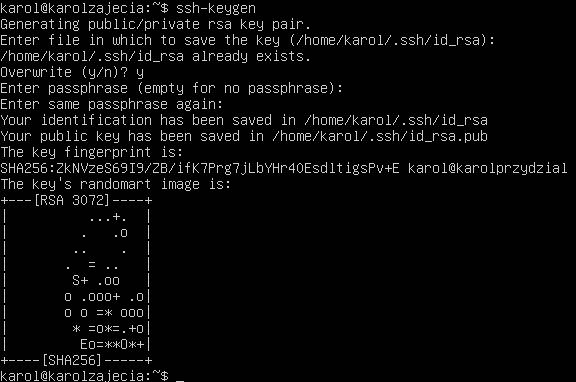 karol@karolzajecia:~$ ssh-keygen
Generating public/private rsa key pair.
Enter file in which to save the key (/home/karol/.ssh/id_rsa):
/home/karol/.ssh/id_rsa already exists.
Overwrite (y/n)? y
Enter passphrase (empty for no passphrase):
Enter same passphrase again:
Your identification has been saved in /home/karol/.ssh/id_rsa
Your public key has been saved in /home/karol/.ssh/id_rsa.pub
The key fingerprint is:
SHA256:ZkNVzeS69I9/ZB/ifK7Prg7jLbYHr4OEsdltigsPv+E karol@karolprzydzial
The key's randomart image is:
+---[RSA 3072]----+
|          ...+.  |
|         .   .o  |
|        ..    .  |
|       .  = ..   |
|        S+ .oo   |
|       o .ooo+ .o|
|       o o =* ooo|
|        * =o*=.+o|
|         Eo=**O*+|
+----[SHA256]-----+
karol@karolzajecia:~$ _